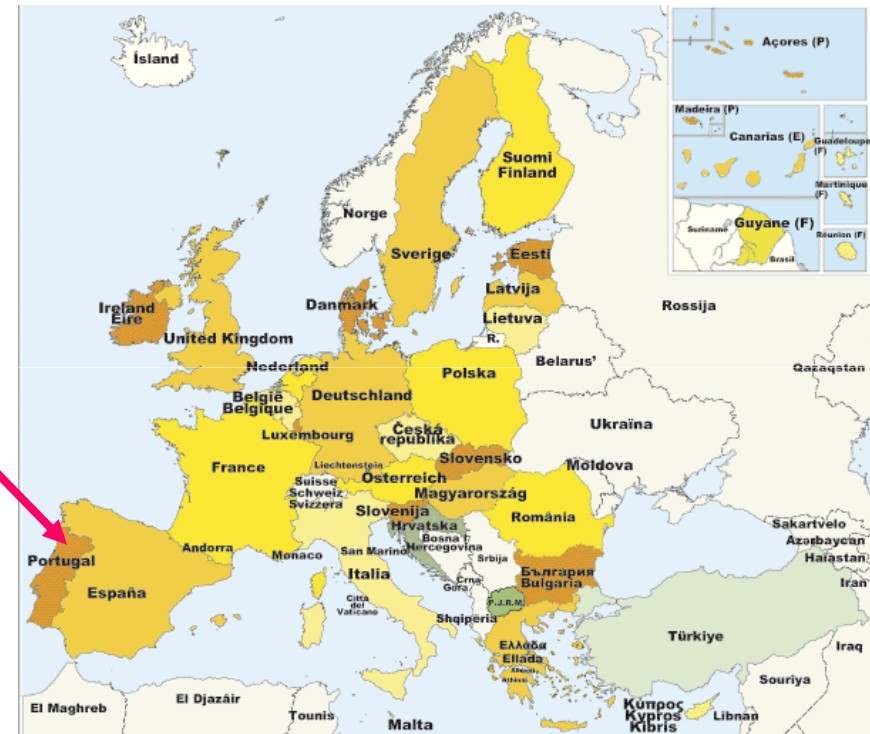 Ísland
Açores (P)
Madeira (P)
Canarias (E)
Guadeloupe
(F)
Martinique
(F)
Réunion (F)
Guyane (F)
Suriname
Brasil
Suomi
Finland
Norge
Sverige
Eesti
Latvija
Lietuva
R.
Danmark
Ireland
Éire
United Kingdom
Rossija
Belarus'
Qazaqstan
Nederland
Polska
België
Belgique
Deutschland
Luxembourg
Česká
republika
Ukraïna
Slovensko
Moldova
France
Liechtenstein
Österreich
Suisse
Schweiz
Svizzera
Magyarország
Slovenija
România
Hrvatska
Bosna i
Hercegovina
Srbija
Sakartvelo
Azərbaycan
Haïastan
Iran
Andorra
Monaco
San Marino
Portugal
España
Italia
Città
del
Vaticano
Crna
Gora
България
Bulgaria
P.J.R.M.
Shqipëria
Ελλάδα
Ellada
Türkiye
Iraq
Souriya
El Maghreb
El Djazâir
Tounis
Malta
Κύπρος
Kypros
Kibris
Libnan